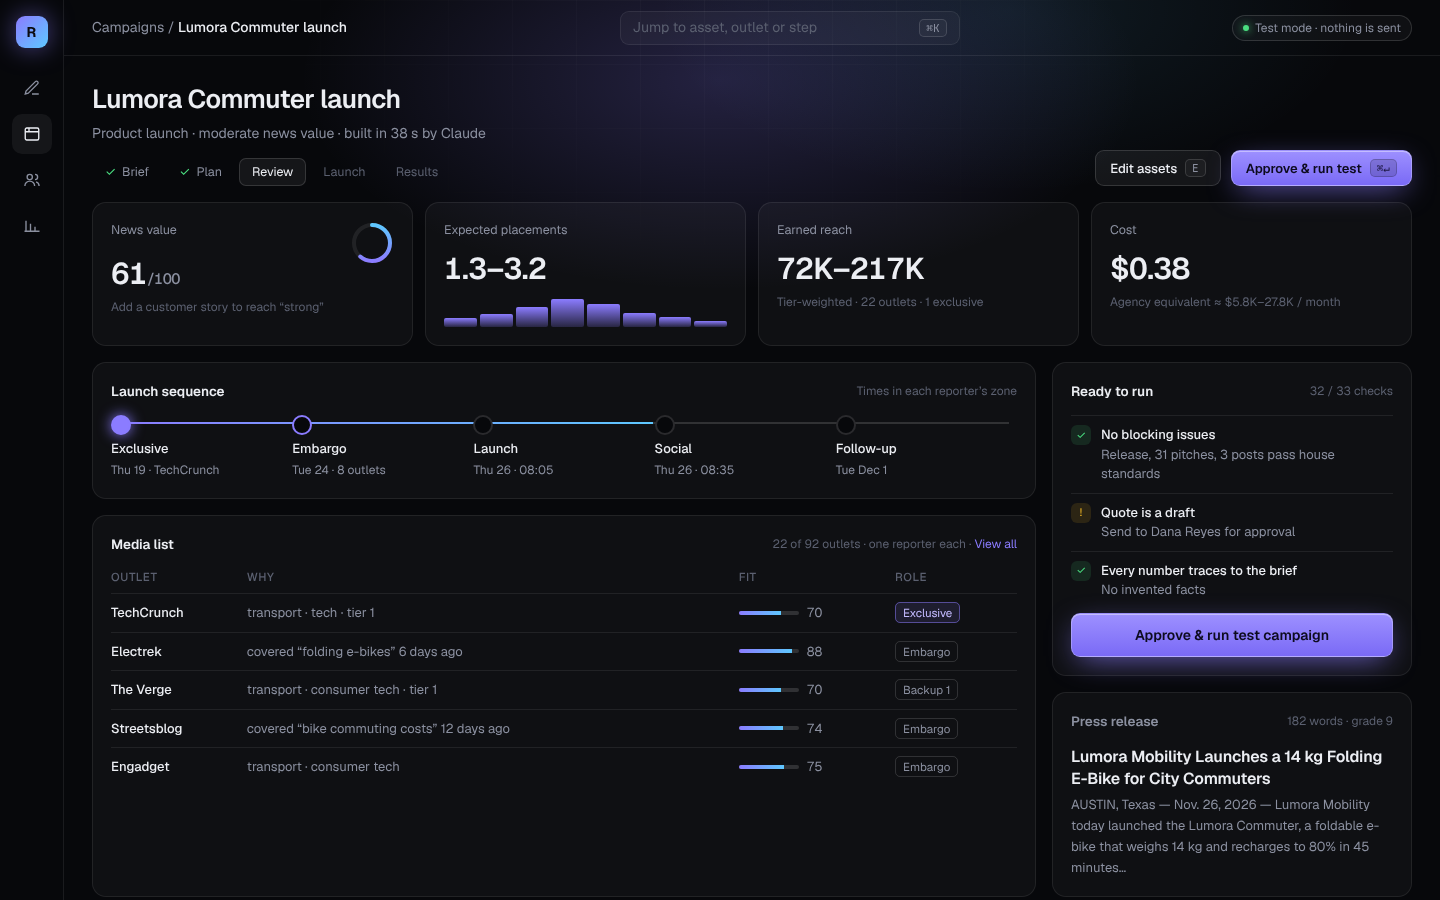 R
Campaigns / Lumora Commuter launch
Jump to asset, outlet or step
⌘K
Test mode · nothing is sent
Lumora Commuter launch
Product launch · moderate news value · built in 38 s by Claude
Brief
Plan
Review
Launch
Results
Edit assets E
Approve & run test ⌘↵
News value
61/100
Add a customer story to reach “strong”
Expected placements
1.3–3.2
Earned reach
72K–217K
Tier-weighted · 22 outlets · 1 exclusive
Cost
$0.38
Agency equivalent ≈ $5.8K–27.8K / month
Launch sequence
Times in each reporter’s zone
Exclusive
Thu 19 · TechCrunch
Embargo
Tue 24 · 8 outlets
Launch
Thu 26 · 08:05
Social
Thu 26 · 08:35
Follow-up
Tue Dec 1
Media list
22 of 92 outlets · one reporter each · View all
OUTLET WHY FIT ROLE
TechCrunch transport · tech · tier 1 70 Exclusive
Electrek covered “folding e-bikes” 6 days ago 88 Embargo
The Verge transport · consumer tech · tier 1 70 Backup 1
Streetsblog covered “bike commuting costs” 12 days ago 74 Embargo
Engadget transport · consumer tech 75 Embargo
Ready to run
32 / 33 checks
No blocking issues
Release, 31 pitches, 3 posts pass house
standards
!
Quote is a draft
Send to Dana Reyes for approval
Every number traces to the brief
No invented facts
Approve & run test campaign
Press release
182 words · grade 9
Lumora Mobility Launches a 14 kg Folding
E-Bike for City Commuters
AUSTIN, Texas — Nov. 26, 2026 — Lumora Mobility
today launched the Lumora Commuter, a foldable e-
bike that weighs 14 kg and recharges to 80% in 45
minutes…